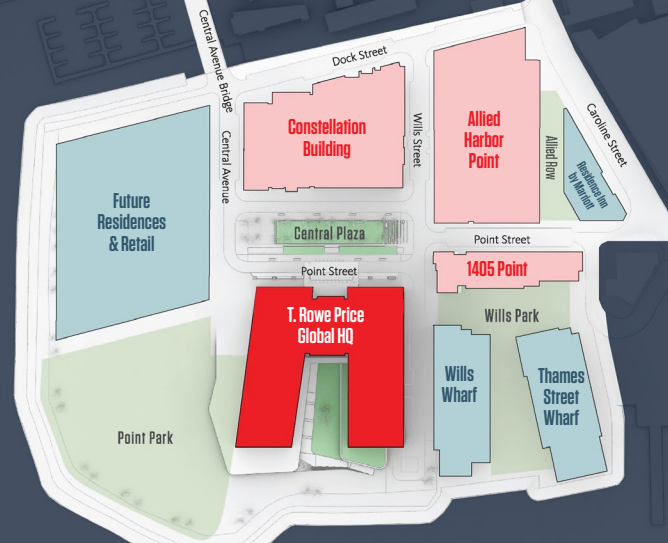 Central Avenue Bridge
Dock Street
Constellation
Building
Wills Street
Allied
Harbor
Point
Caroline Street
Allied Row
Residence Inn
by Marriott
Central Avenue
Future
Residences
& Retail
Central Plaza
Point Street
Point Street
1405 Point
T. Rowe Price
Global HQ
Wills Park
Wills
Wharf
Thames
Street
Wharf
Point Park